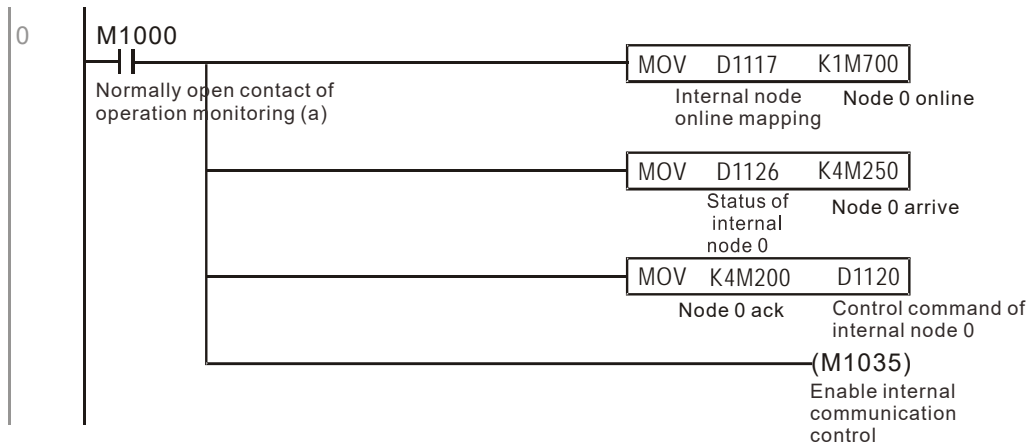 0
M1000
Normally open contact of
operation monitoring (a)
MOV D1117 K1M700
Internal node
online mapping
Node 0 online
MOV D1126 K4M250
Status of
internal
node 0
Node 0 arrive
MOV K4M200 D1120
Node 0 ack
Control command of
internal node 0
(M1035)
Enable internal
communication
control